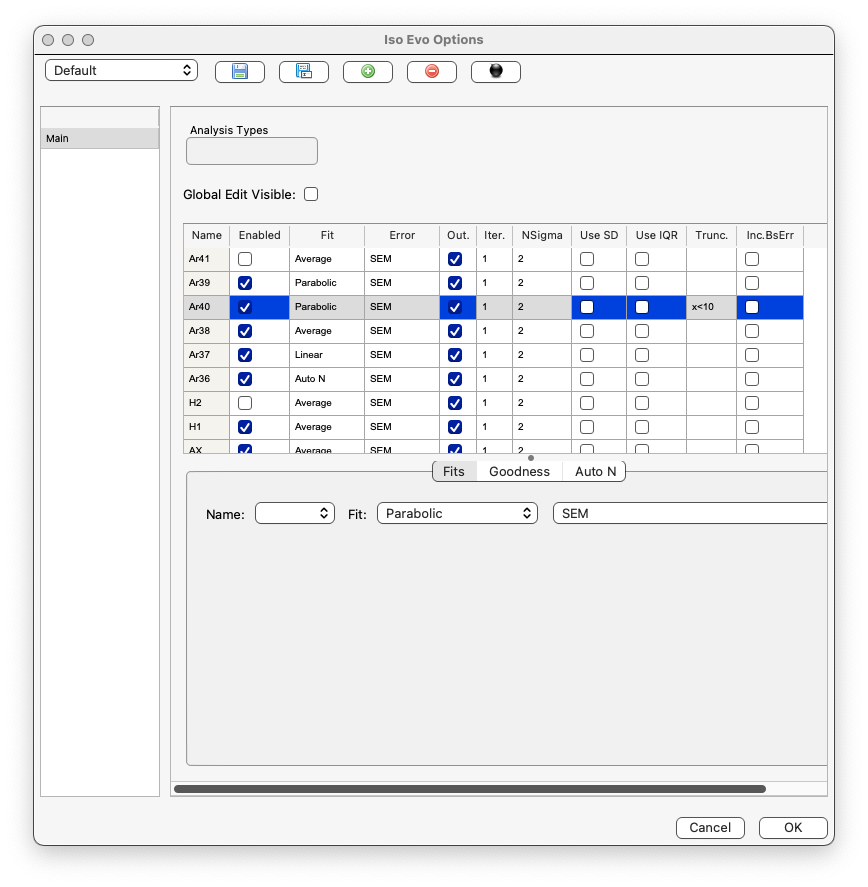 Iso Evo Options
Default
Main
Analysis Types
Global Edit Visible:
Name Enabled Fit Error Out. Iter. NSigma Use SD Use IQR Trunc. Inc.BsErr
Ar41 Average SEM 1 2
Ar39 Parabolic SEM 1 2
Ar40 Parabolic SEM 1 2 x<10
Ar38 Average SEM 1 2
Ar37 Linear SEM 1 2
Ar36 Auto N SEM 1 2
H2 Average SEM 1 2
H1 Average SEM 1 2
AX Average SEM 1 2
Fits Goodness Auto N
Name: Fit: Parabolic SEM
Cancel OK